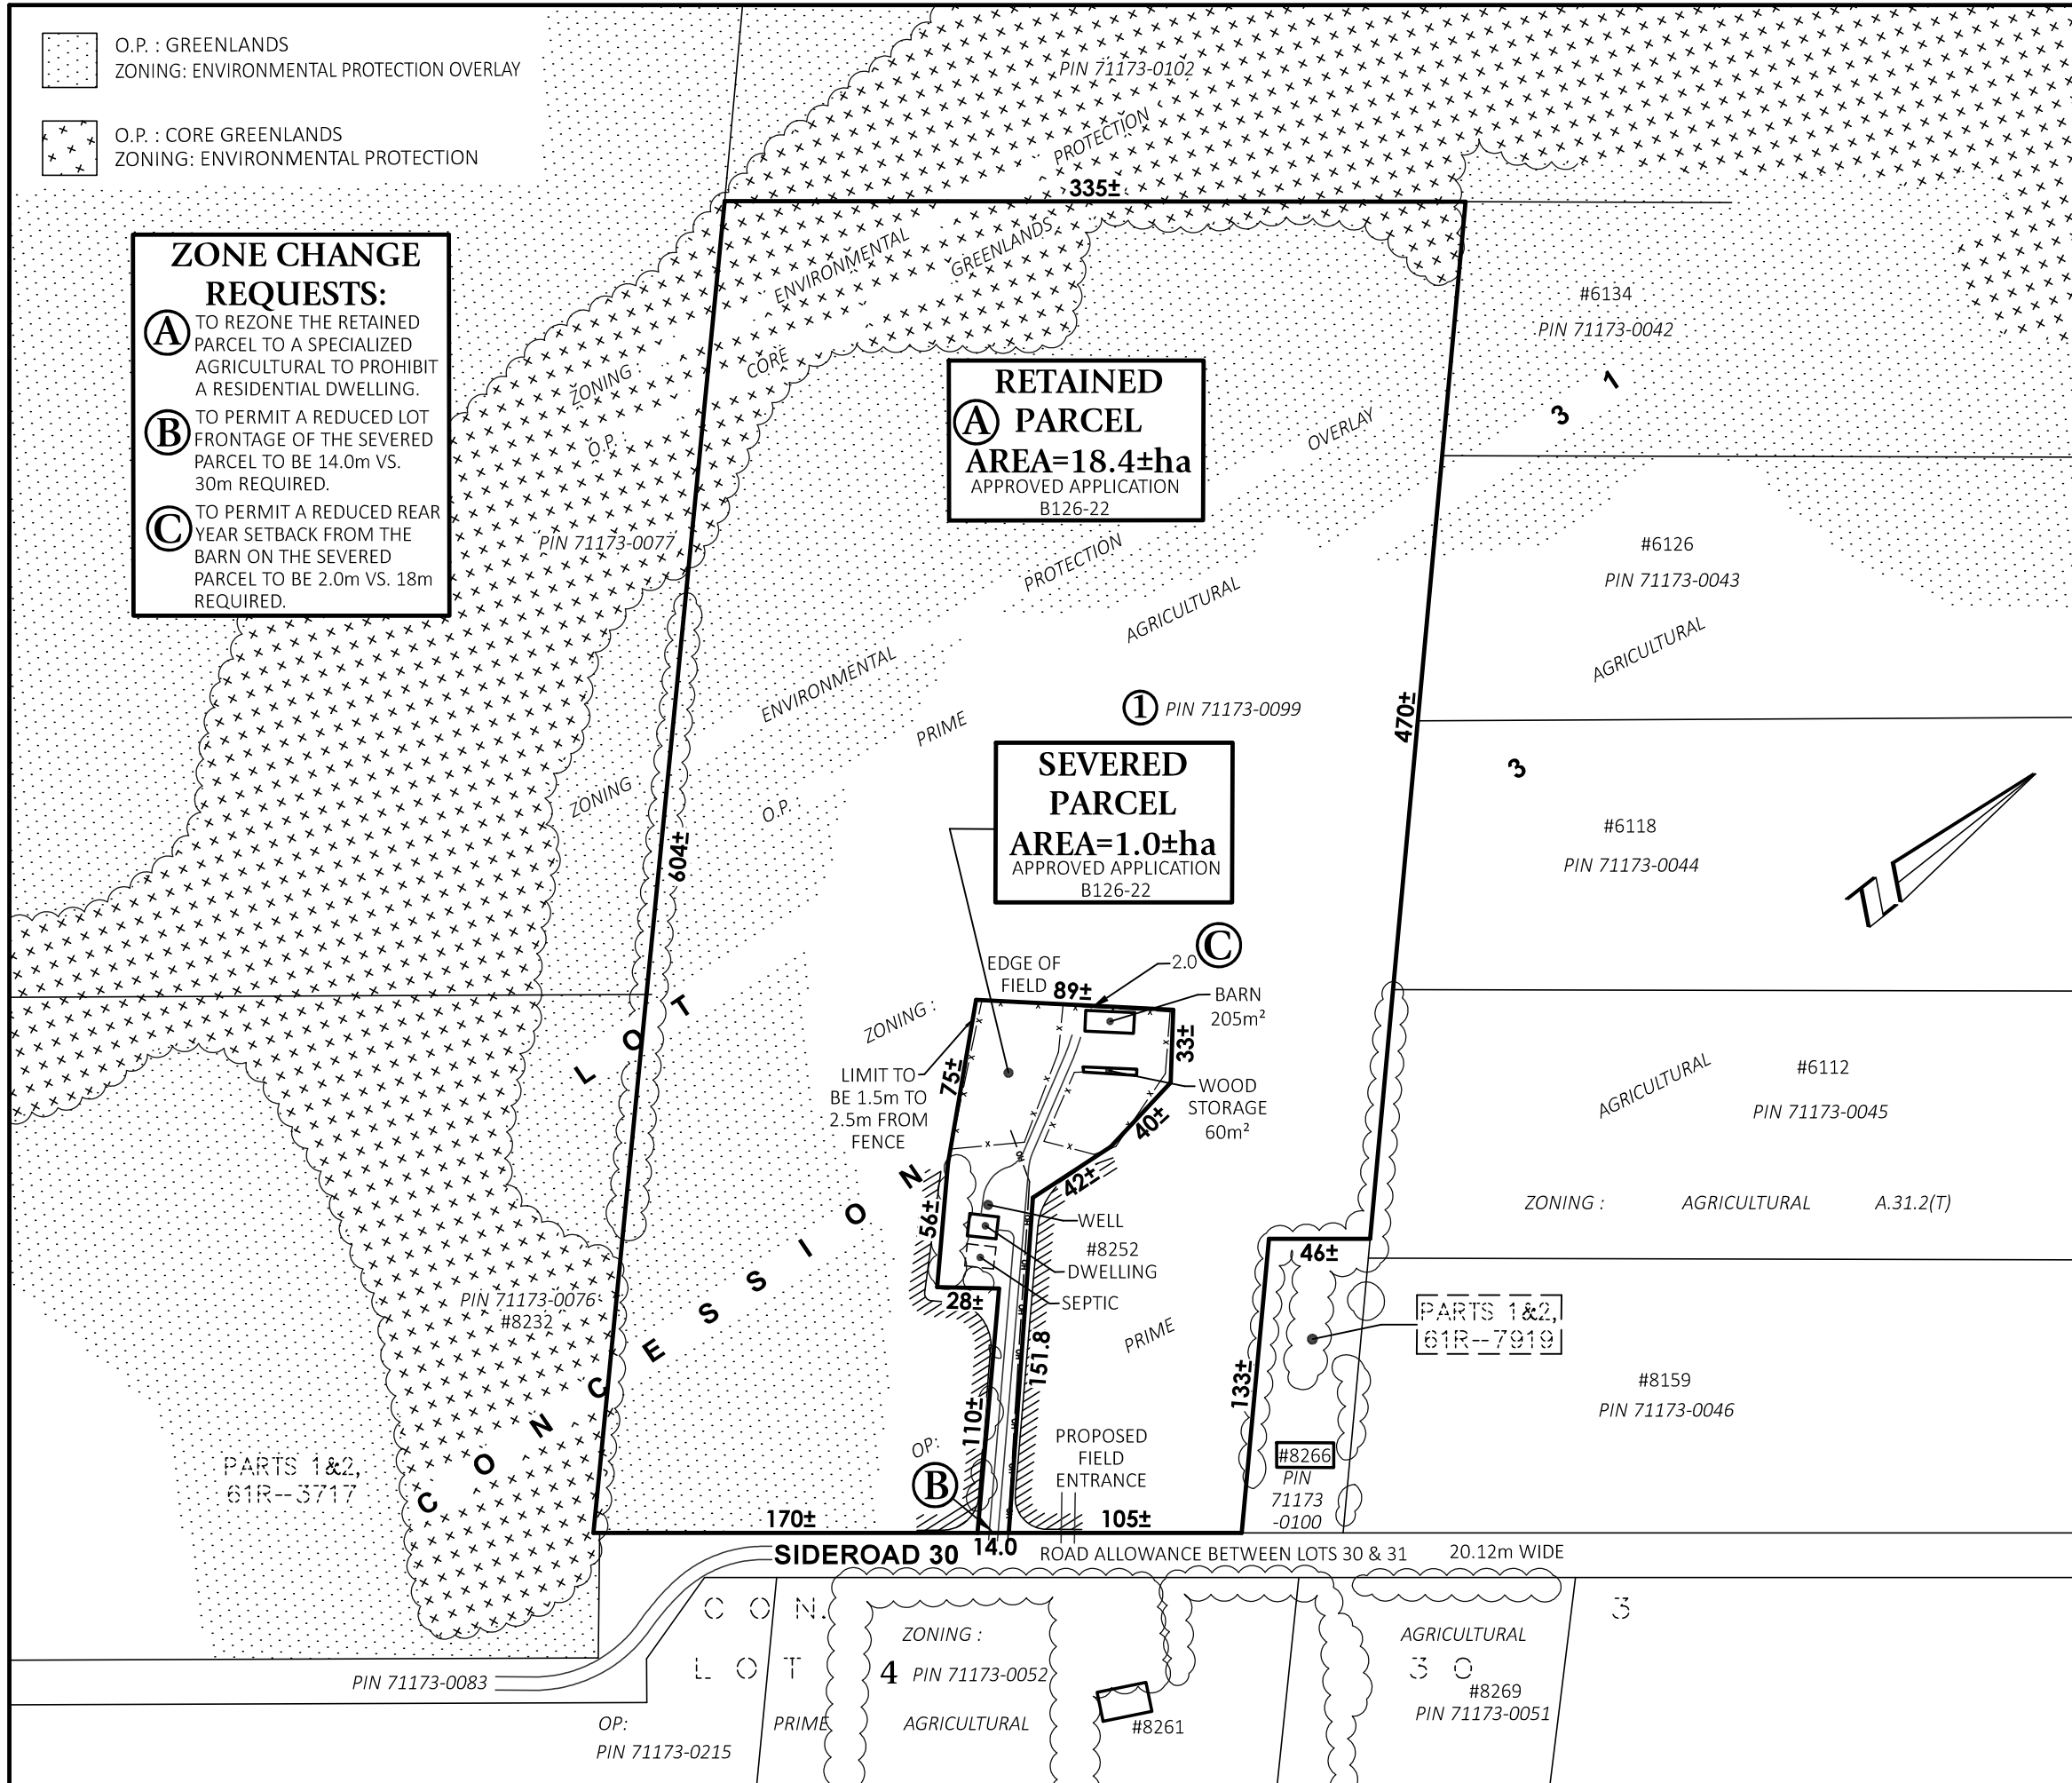 O.P. : GREENLANDS
ZONING: ENVIRONMENTAL PROTECTION OVERLAY
O.P. : CORE GREENLANDS
ZONING: ENVIRONMENTAL PROTECTION
ZONE CHANGE
REQUESTS:
A TO REZONE THE RETAINED
PARCEL TO A SPECIALIZED
AGRICULTURAL TO PROHIBIT
A RESIDENTIAL DWELLING.
B TO PERMIT A REDUCED LOT
FRONTAGE OF THE SEVERED
PARCEL TO BE 14.0m VS.
30m REQUIRED.
C TO PERMIT A REDUCED REAR
YEAR SETBACK FROM THE
BARN ON THE SEVERED
PARCEL TO BE 2.0m VS. 18m
REQUIRED.
PIN 71173-0102
ZONING ENVIRONMENTAL PROTECTION
O.P. : CORE GREENLANDS
335±
RETAINED
A PARCEL
AREA=18.4±ha
APPROVED APPLICATION
B126-22
#6134
PIN 71173-0042
3 1
PIN 71173-0077
ZONING ENVIRONMENTAL PROTECTION OVERLAY
O.P. : PRIME AGRICULTURAL
#6126
PIN 71173-0043
AGRICULTURAL
1 PIN 71173-0099
470±
604±
SEVERED
PARCEL
AREA=1.0±ha
APPROVED APPLICATION
B126-22
3
#6118
PIN 71173-0044
N
C
2.0
EDGE OF
FIELD
89±
BARN
205m²
ZONING :
33±
75±
LIMIT TO
BE 1.5m TO
2.5m FROM
FENCE
WOOD
STORAGE
60m²
40±
42±
AGRICULTURAL
#6112
PIN 71173-0045
ZONING : AGRICULTURAL A.31.2(T)
LOT
CONCESSION
56±
WELL
#8252
DWELLING
SEPTIC
28±
46±
PIN 71173-0076
#8232
PRIME
151.8
110±
133±
PARTS 1&2,
61R--7919
#8159
PIN 71173-0046
OP:
B
PROPOSED
FIELD
ENTRANCE
#8266
PIN
71173
-0100
PARTS 1&2,
61R--3717
170±
14.0
105±
SIDEROAD 30
ROAD ALLOWANCE BETWEEN LOTS 30 & 31 20.12m WIDE
CON. 3
ZONING : AGRICULTURAL
LOT 30
4 PIN 71173-0052
#8269
PIN 71173-0051
PIN 71173-0083
#8261
OP: PRIME AGRICULTURAL
PIN 71173-0215